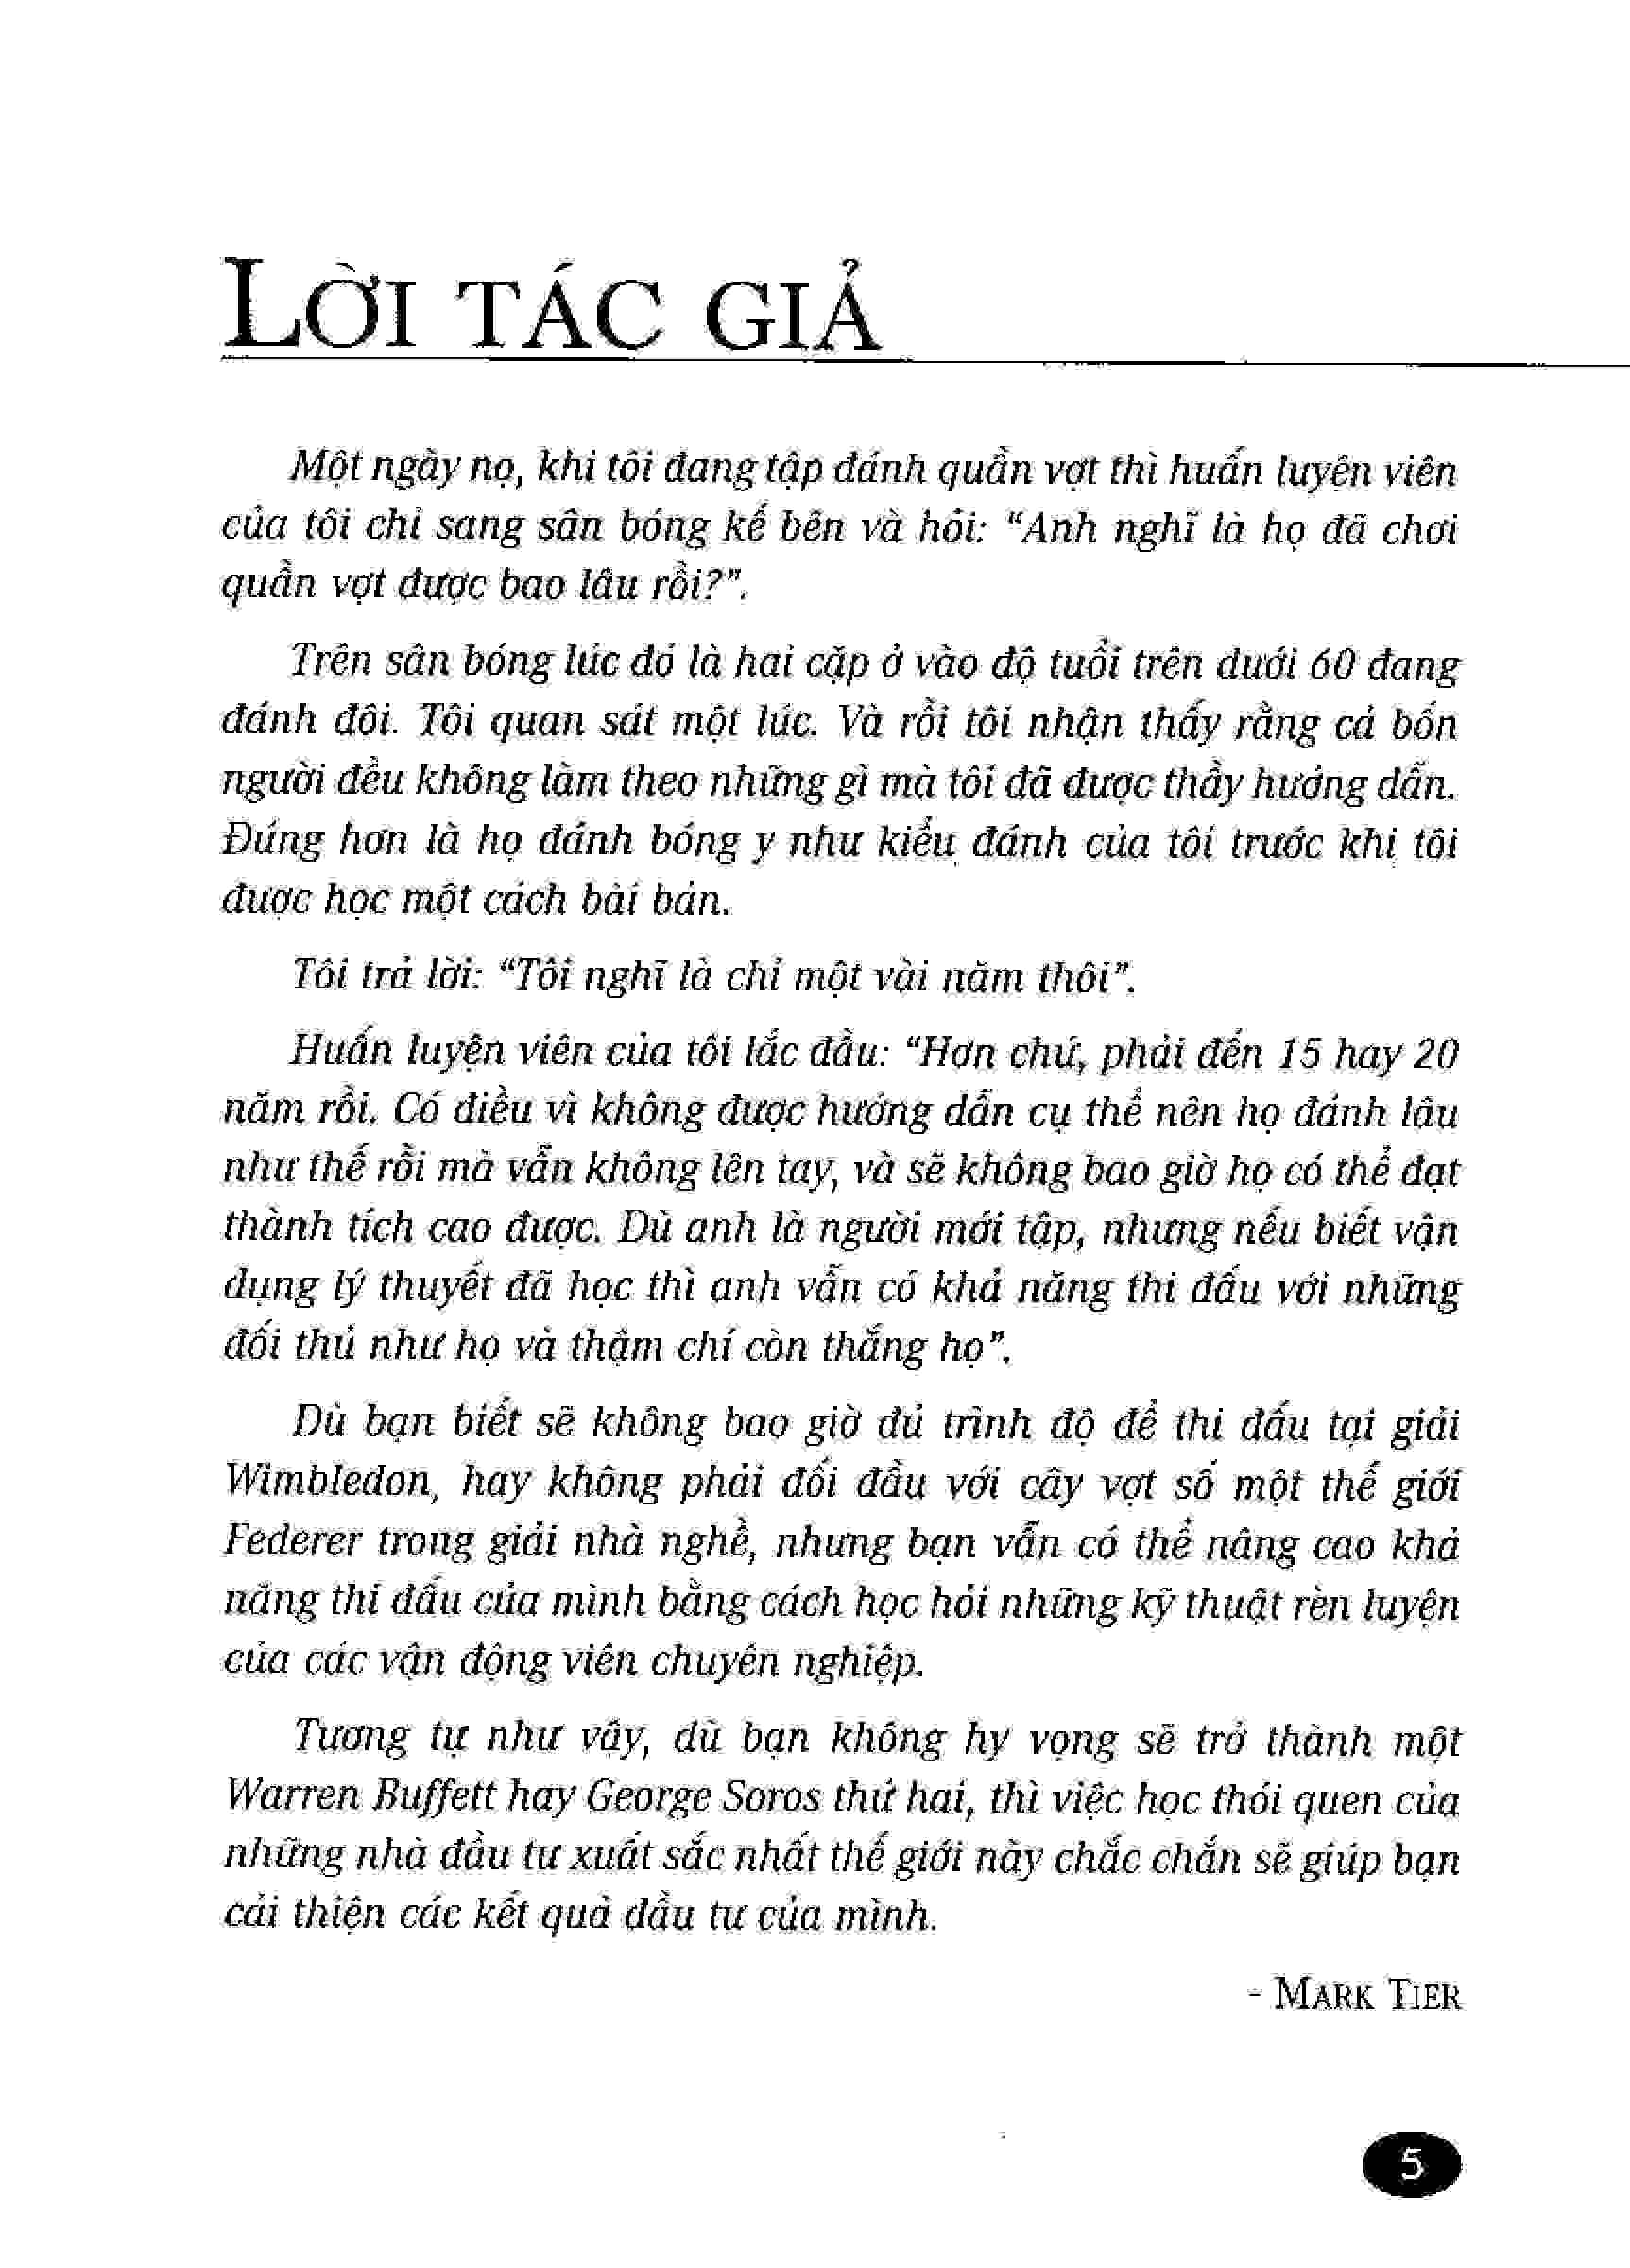 LỜI TÁC GIẢ
Một ngày nọ, khi tôi đang tập đánh quần vợt thì huấn luyện viên
của tôi chỉ sang sân bóng kế bên và hỏi: “Anh nghĩ là họ đã chơi
quần vợt được bao lâu rồi?”.
Trên sân bóng lúc đó là hai cặp ở vào độ tuổi trên dưới 60 đang
đánh đôi. Tôi quan sát một lúc. Và rồi tôi nhận thấy rằng cả bốn
người đều không làm theo những gì mà tôi đã được thầy hướng dẫn.
Đúng hơn là họ đánh bóng y như kiểu đánh của tôi trước khi tôi
được học một cách bài bản.
Tôi trả lời: “Tôi nghĩ là chỉ một vài năm thôi”.
Huấn luyện viên của tôi lắc đầu: “Hơn chứ, phải đến 15 hay 20
năm rồi. Có điều vì không được hướng dẫn cụ thể nên họ đánh lâu
như thế rồi mà vẫn không lên tay, và sẽ không bao giờ họ có thể đạt
thành tích cao được. Dù anh là người mới tập, nhưng nếu biết vận
dụng lý thuyết đã học thì anh vẫn có khả năng thi đấu với những
đối thủ như họ và thậm chí còn thắng họ”.
Dù bạn biết sẽ không bao giờ đủ trình độ để thi đấu tại giải
Wimbledon, hay không phải đối đầu với cây vợt số một thế giới
Federer trong giải nhà nghề, nhưng bạn vẫn có thể nâng cao khả
năng thi đấu của mình bằng cách học hỏi những kỹ thuật rèn luyện
của các vận động viên chuyên nghiệp.
Tương tự như vậy, dù bạn không hy vọng sẽ trở thành một
Warren Buffett hay George Soros thứ hai, thì việc học thói quen của
những nhà đầu tư xuất sắc nhất thế giới này chắc chắn sẽ giúp bạn
cải thiện các kết quả đầu tư của mình.
- MARK TIER
5